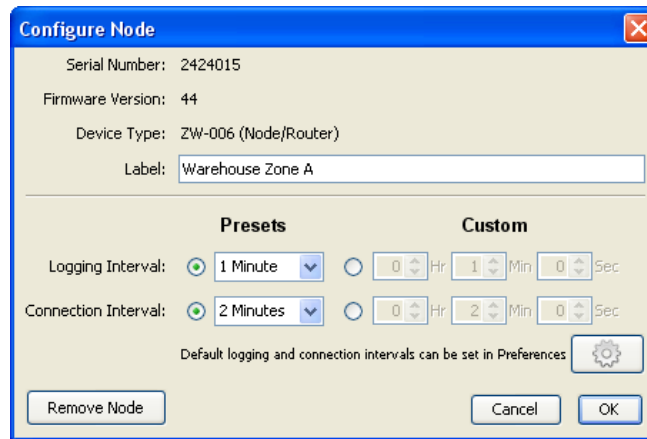 Configure Node
Serial Number: 2424015
Firmware Version: 44
Device Type: ZW-006 (Node/Router)
Label: Warehouse Zone A
Presets Custom
Logging Interval: 1 Minute 0 Hr 1 Min 0 Sec
Connection Interval: 2 Minutes 0 Hr 2 Min 0 Sec
Default logging and connection intervals can be set in Preferences
Remove Node Cancel OK